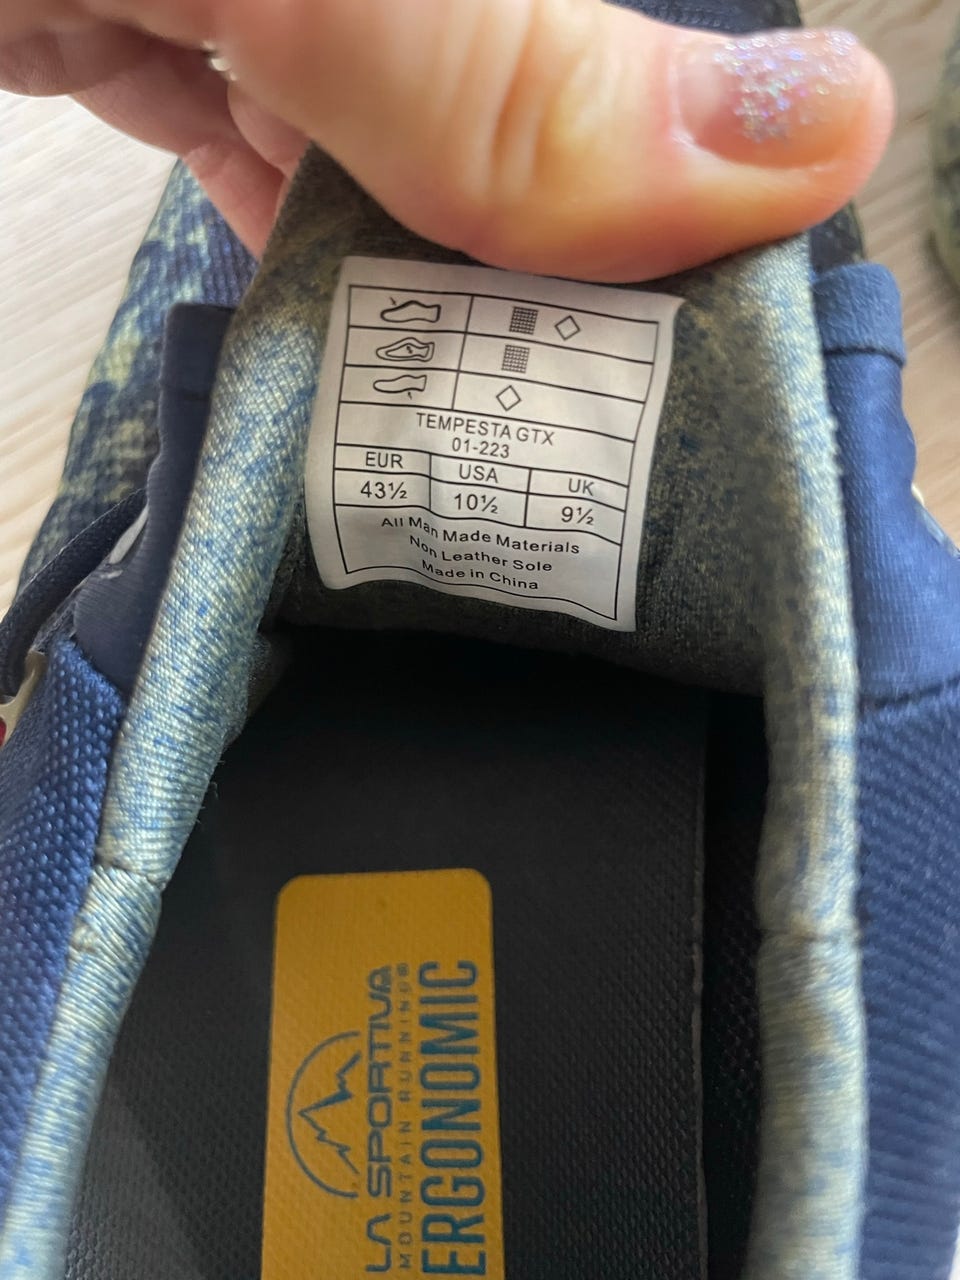 TEMPESTA GTX
01-223
EUR USA UK
43½ 10½ 9½
All Man Made Materials
Non Leather Sole
Made in China
LA SPORTIVA
MOUNTAIN RUNNING®
ERGONOMIC